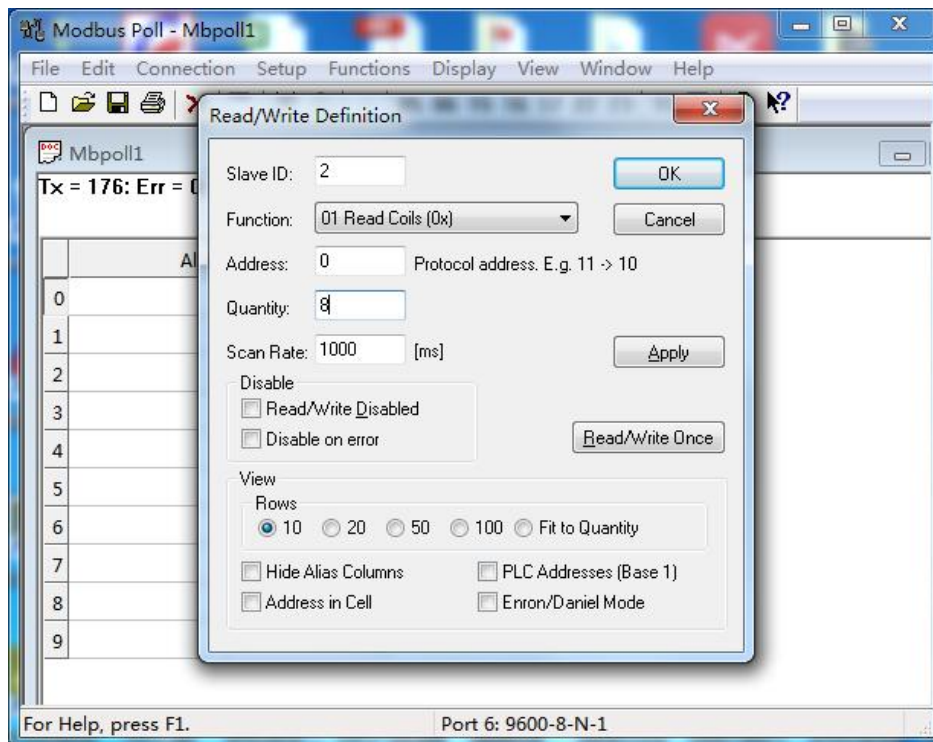 Modbus Poll - Mbpoll1
File Edit Connection Setup Functions Display View Window Help
Mbpoll1
Tx = 176: Err =
Read/Write Definition
Slave ID: 2
OK
Function: 01 Read Coils (0x)
Cancel
Address: 0 Protocol address. E.g. 11 -> 10
Quantity: 8
Scan Rate: 1000 [ms]
Apply
Disable
Read/Write Disabled
Disable on error
Read/Write Once
View
Rows
10 20 50 100 Fit to Quantity
Hide Alias Columns PLC Addresses (Base 1)
Address in Cell Enron/Daniel Mode
Al
0
1
2
3
4
5
6
7
8
9
For Help, press F1. Port 6: 9600-8-N-1